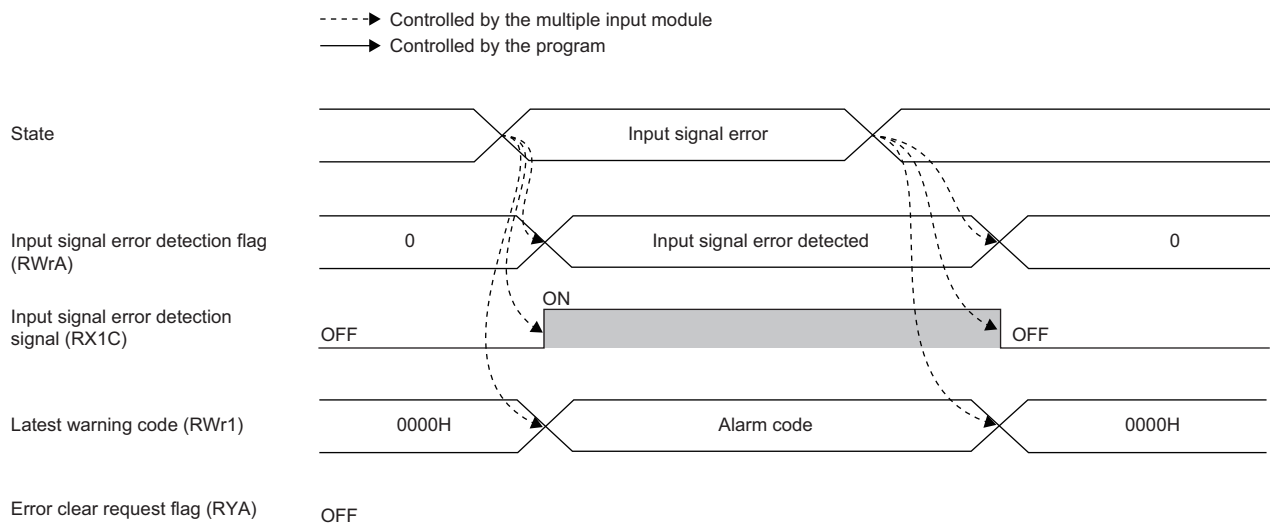 Controlled by the multiple input module
Controlled by the program
State
Input signal error
Input signal error detection flag
(RWrA)
0
Input signal error detected
0
Input signal error detection
signal (RX1C)
OFF
ON
OFF
Latest warning code (RWr1)
0000H
Alarm code
0000H
Error clear request flag (RYA)
OFF